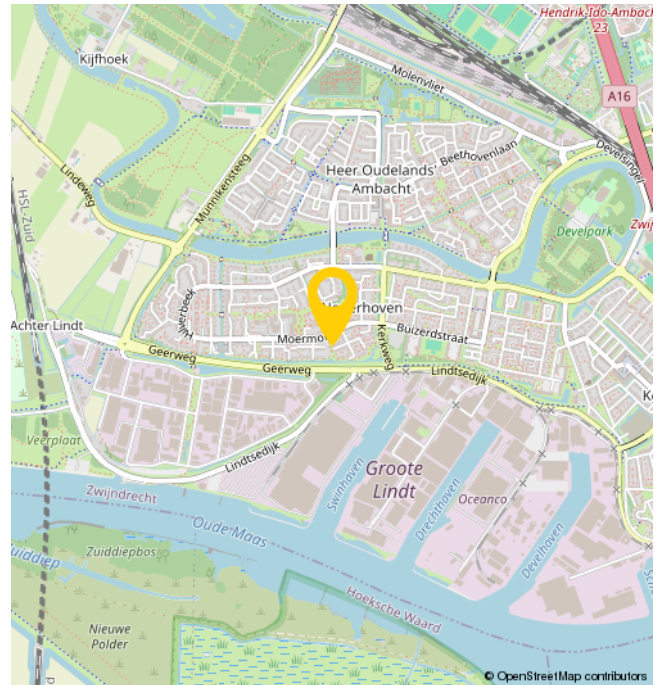 Hendrik-Ido-Ambacht
23
Kijfhoek
Molenvliet
A16
Develsingel
Beethovenlaan
Heer Oudelands
Ambacht
Munnikensteeg
Lindeweg
HSL-Zuid
Develpark
Hilverbeek
Achter Lindt
Buizerdstraat
Kerkweg
Geerweg
Geerweg
Lindtsedijk
Veerplaat
Lindtsedijk
Swinhaven
Groote
Lindt
Drechthaven
Oceanco
Develhaven
Zwijndrecht
Oude Maas
Zuiddiepbos
Hoeksche Waard
Nieuwe
Polder
© OpenStreetMap contributors